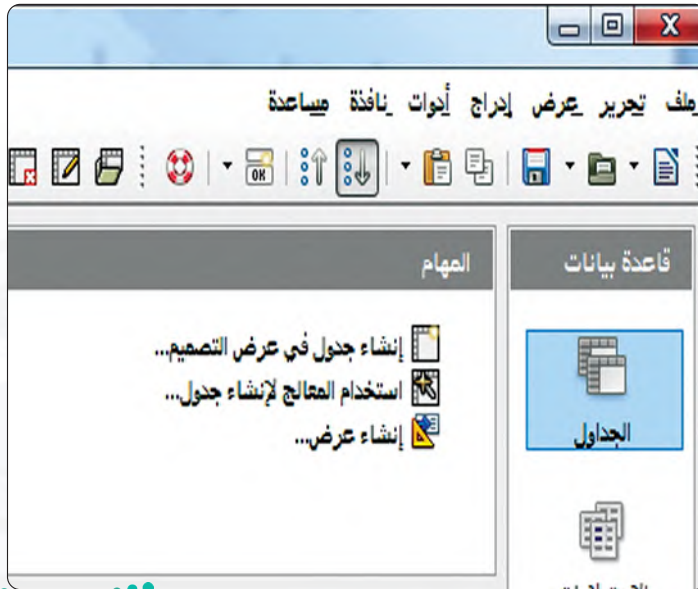 ملف تحرير عرض إدراج أدوات نافذة مساعدة
OK
قاعدة بيانات
الجداول
المهام
إنشاء جدول في عرض التصميم...
استخدام المعالج لإنشاء جدول...
إنشاء عرض...